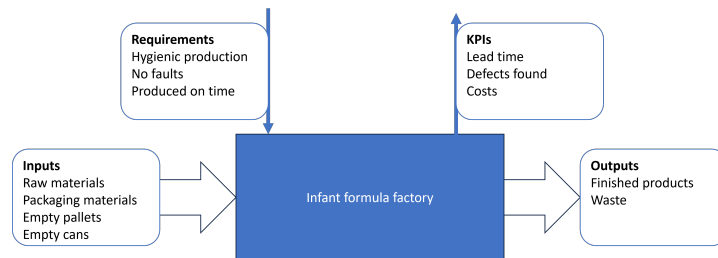 Requirements
Hygienic production
No faults
Produced on time
KPIs
Lead time
Defects found
Costs
Inputs
Raw materials
Packaging materials
Empty pallets
Empty cans
Infant formula factory
Outputs
Finished products
Waste